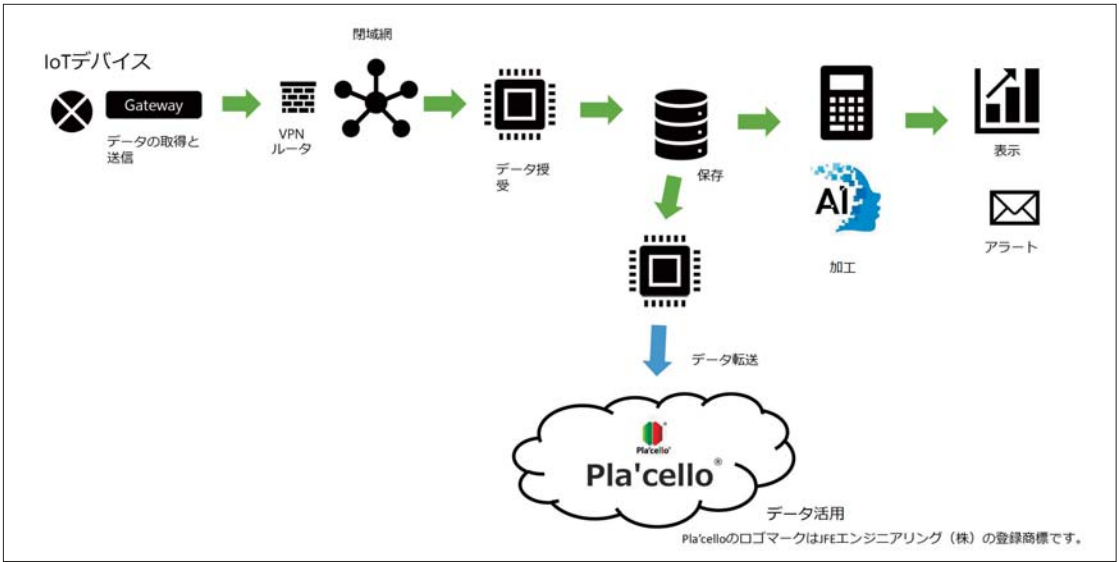 閉域網
IoTデバイス
Gateway
データの取得と
送信
VPN
ルータ
データ授
受
保存
AI
加工
表示
アラート
データ転送
Pla'cello®
Pla'cello®
データ活用
Pla'celloのロゴマークはJFEエンジニアリング（株）の登録商標です。